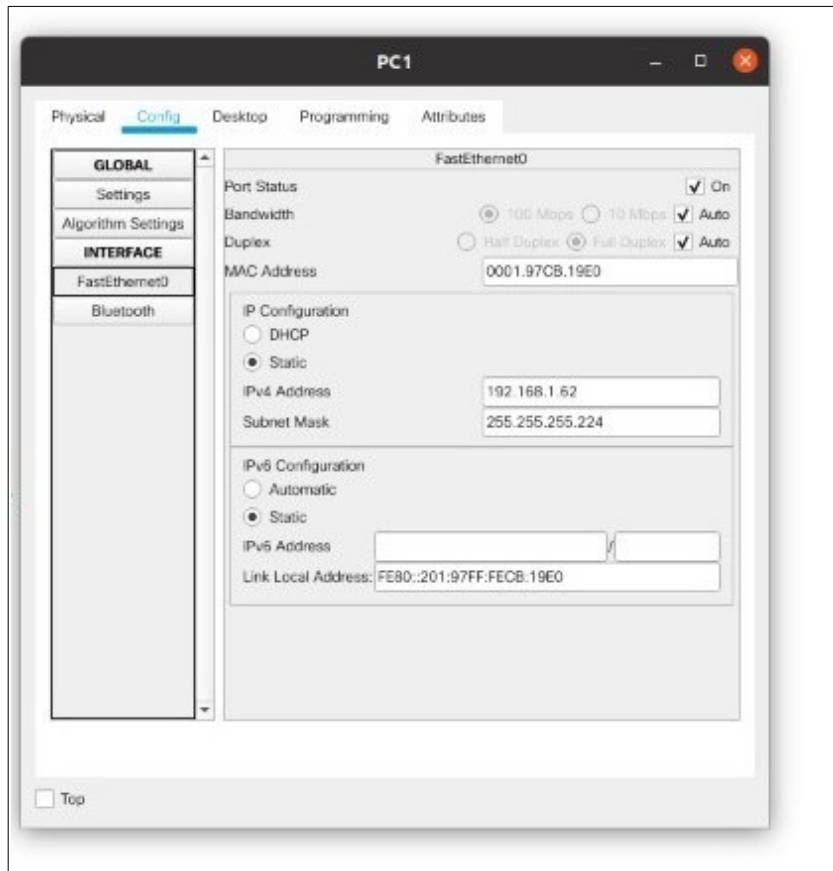 PC1
Physical Config Desktop Programming Attributes
GLOBAL
Settings
Algorithm Settings
INTERFACE
FastEthernet0
Bluetooth
FastEthernet0
Port Status On
Bandwidth 100 Mbps 10 Mbps Auto
Duplex Half Duplex Full Duplex Auto
MAC Address 0001.97CB.19E0
IP Configuration
DHCP
Static
IPv4 Address 192.168.1.62
Subnet Mask 255.255.255.224
IPv6 Configuration
Automatic
Static
IPv6 Address /
Link Local Address: FE80::201:97FF:FECB:19E0
Top